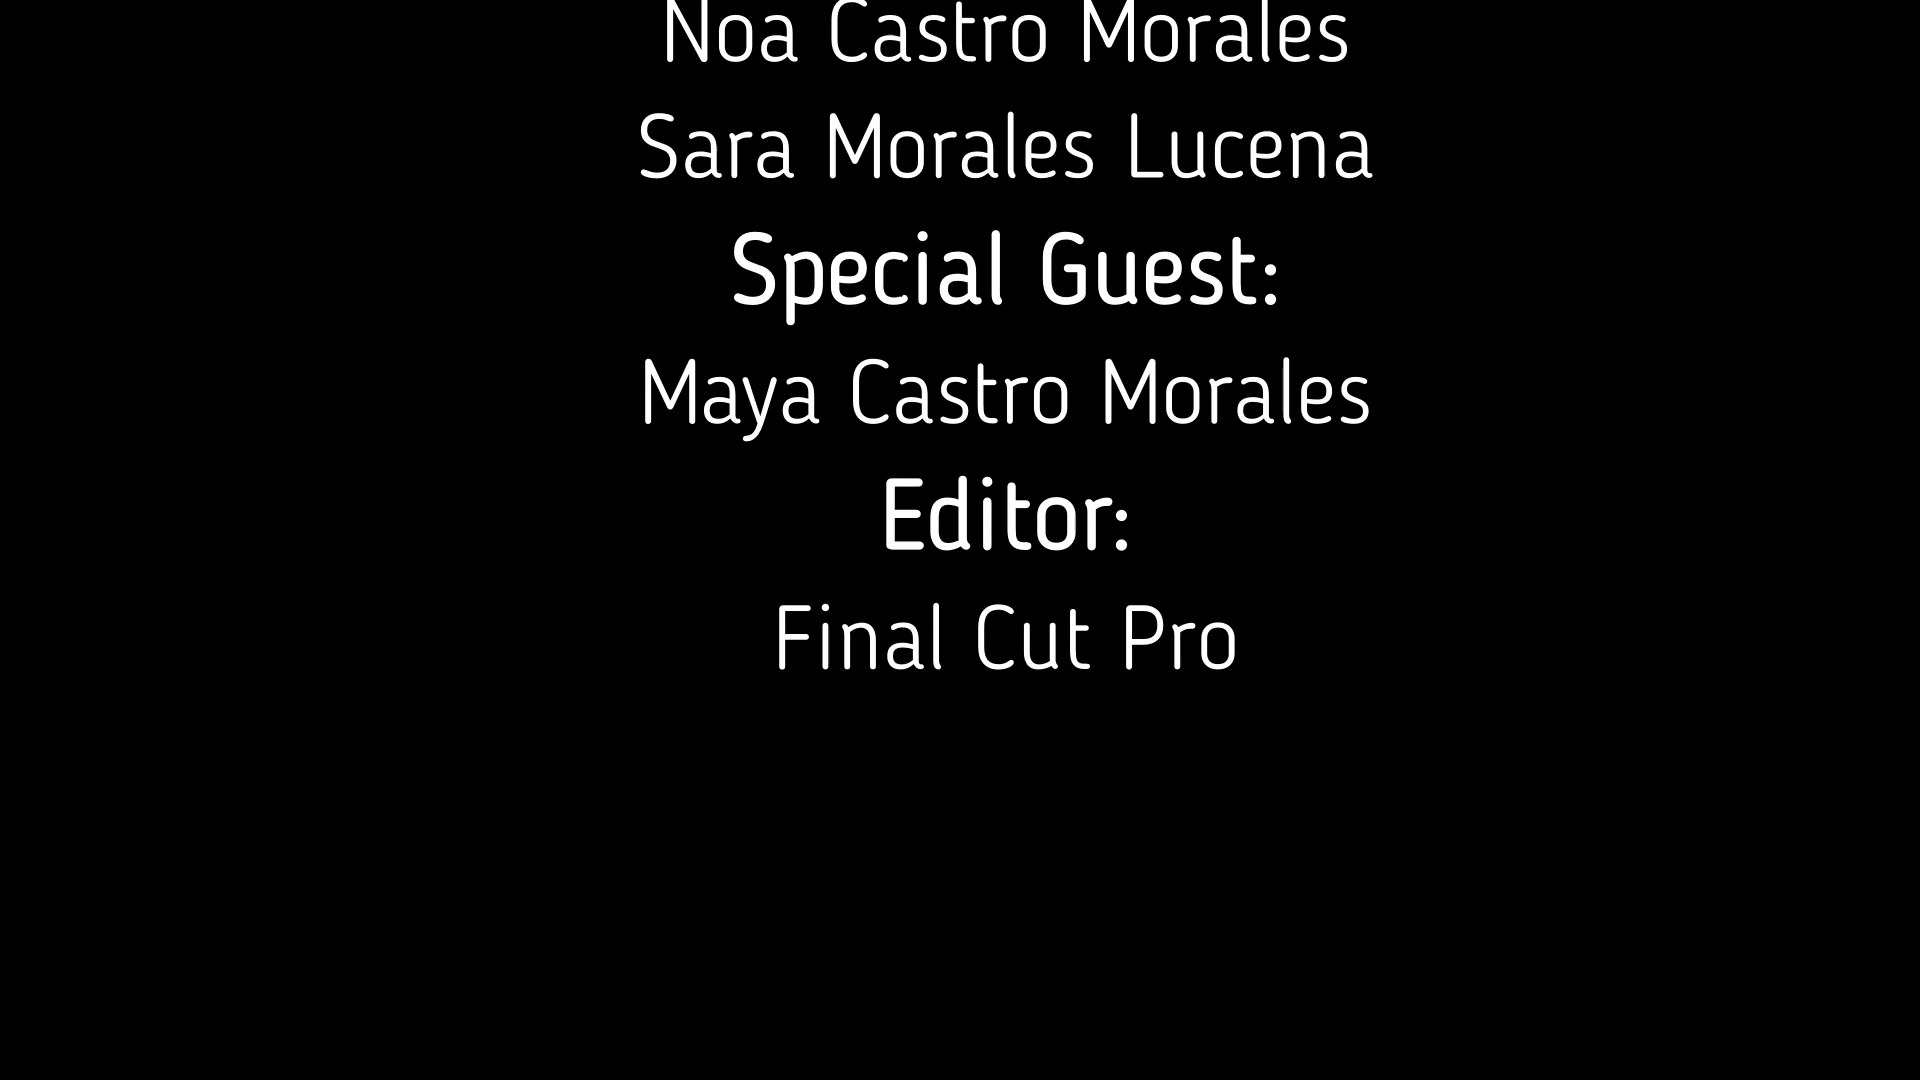 Noa Castro Morales
Sara Morales Lucena
Special Guest:
Maya Castro Morales
Editor:
Final Cut Pro